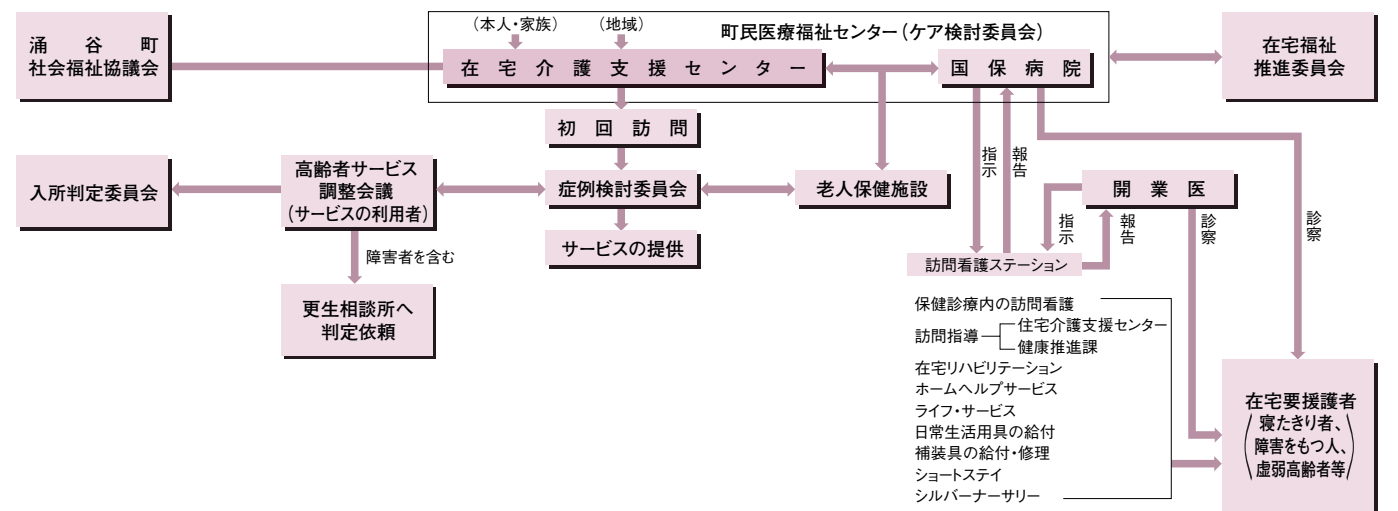 涌谷町
社会福祉協議会
（本人・家族）
（地域）
町民医療福祉センター（ケア検討委員会）
在宅介護支援センター
国保病院
在宅福祉
推進委員会
初回訪問
入所判定委員会
高齢者サービス
調整会議
（サービスの利用者）
症例検討委員会
老人保健施設
サービスの提供
障害者を含む
更生相談所へ
判定依頼
指示
報告
開業医
指示
報告
診察
診察
訪問看護ステーション
保健診療内の訪問看護
訪問指導
住宅介護支援センター
健康推進課
在宅リハビリテーション
ホームヘルプサービス
ライフ・サービス
日常生活用具の給付
補装具の給付・修理
ショートステイ
シルバーナーサリー
在宅要援護者
（寝たきり者、
障害をもつ人、
虚弱高齢者等）